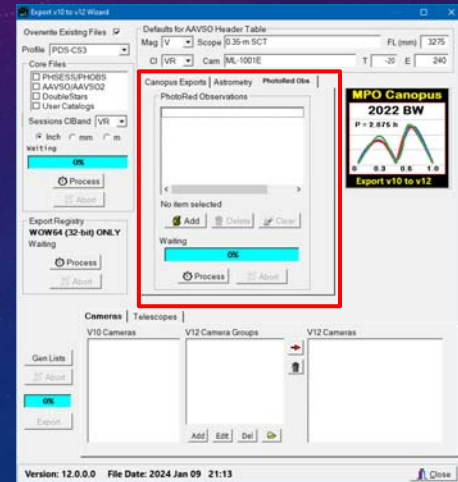 Export v10 to v12 Wizard
Overwrite Existing Files
Profile PDS-CS3
Core Files
PHSESS/PHOBS
AAVSO/AAVSO2
DoubleStars
User Catalogs
Sessions CIBand VR
Inch mm m
Waiting
0%
Process
Abort
Export Registry
WOW64 (32-bit) ONLY
Waiting
Process
Abort
Defaults for AAVSO Header Table
Mag V Scope 0.35-m SCT FL (mm) 3275
CI VR Cam ML-1001E T -20 E 240
Canopus Exports Astrometry PhotoRed Obs
PhotoRed Observations
No item selected
Add Delete Clear
Waiting
0%
Process Abort
MPO Canopus
2022 BW
P = 2.876 h
0 0.3 0.6 1.0
Export v10 to v12
Cameras Telescopes
V10 Cameras V12 Camera Groups V12 Cameras
Gen Lists
Abort
0%
Export
Add Edit Del
Version: 12.0.0.0 File Date: 2024 Jan 09 21:13
Close